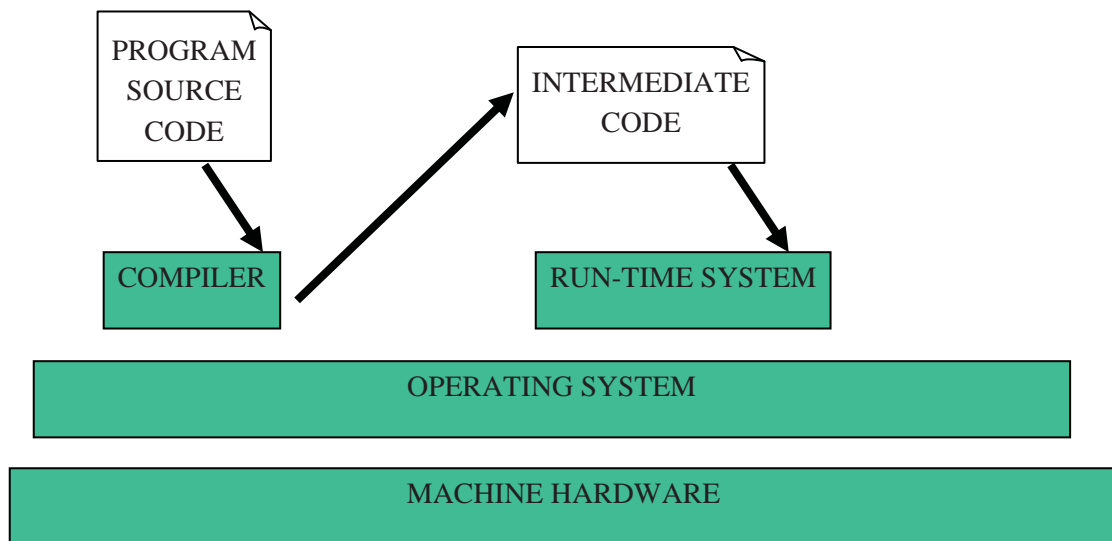 PROGRAM
SOURCE
CODE
INTERMEDIATE
CODE
COMPILER
RUN-TIME SYSTEM
OPERATING SYSTEM
MACHINE HARDWARE